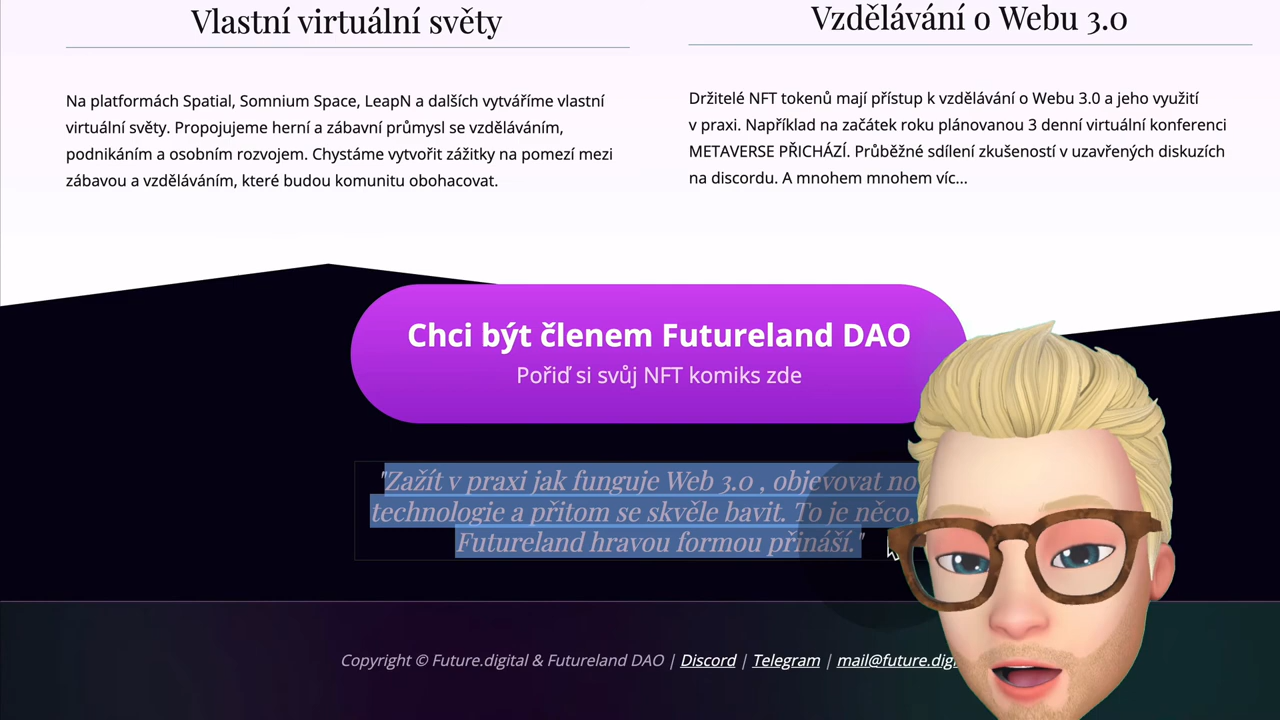 Vlastní virtuální světy
Na platformách Spatial, Somnium Space, LeapN a dalších vytváříme vlastní
virtuální světy. Propojujeme herní a zábavní průmysl se vzděláváním,
podnikáním a osobním rozvojem. Chystáme vytvořit zážitky na pomezí mezi
zábavou a vzděláváním, které budou komunitu obohacovat.
Vzdělávání o Webu 3.0
Držitelé NFT tokenů mají přístup k vzdělávání o Webu 3.0 a jeho využití
v praxi. Například na začátek roku plánovanou 3 denní virtuální konferenci
METAVERSE PŘICHÁZÍ. Průběžné sdílení zkušeností v uzavřených diskuzích
na discordu. A mnohem mnohem víc...
Chci být členem Futureland DAO
Pořiď si svůj NFT komiks zde
"Zažít v praxi jak funguje Web 3.0 , objevovat
technologie a přitom se skvěle bavit. To je něco,
Futureland hravou formou přináší."
Copyright © Future.digital & Futureland DAO | Discord | Telegram |